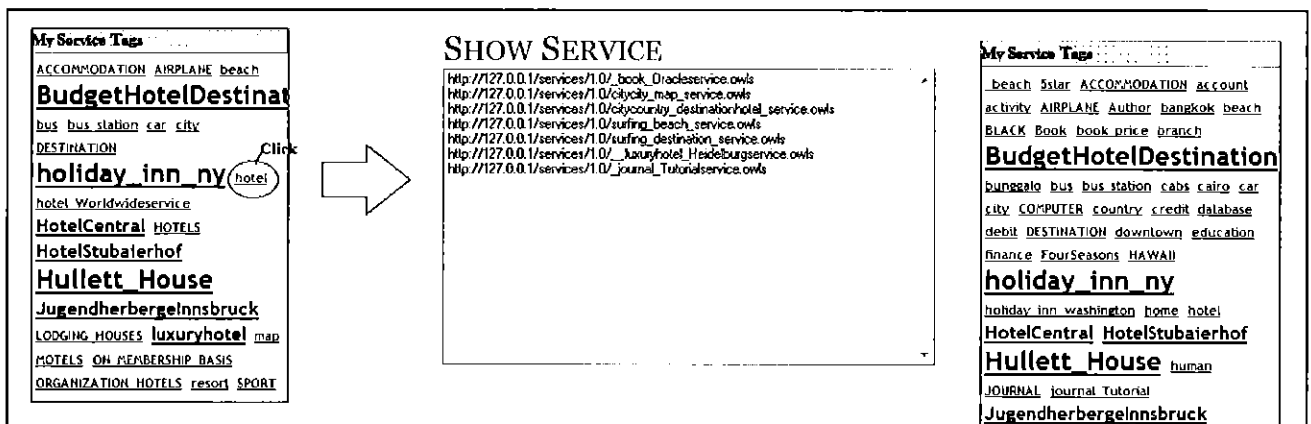 My Service Tags
ACCOMMODATION AIRPLANE beach
BudgetHotelDestinat
bus bus station car city
DESTINATION
Click
holiday_inn_ny hotel
hotel Worldwideservice
HotelCentral HOTELS
HotelStubaierhof
Hullett_House
JugendherbergeInnsbruck
LODGING HOUSES luxuryhotel map
MOTELS ON MEMBERSHIP BASIS
ORGANIZATION HOTELS resort SPORT
SHOW SERVICE
http://127.0.0.1/services/1.0/_book_Oracleservice.owls
http://127.0.0.1/services/1.0/citycity_map_service.owls
http://127.0.0.1/services/1.0/citycountry_destinationhotel_service.owls
http://127.0.0.1/services/1.0/surfing_beach_service.owls
http://127.0.0.1/services/1.0/surfing_destination_service.owls
http://127.0.0.1/services/1.0/__luxuryhotel_Heidelburgservice.owls
http://127.0.0.1/services/1.0/_journal_Tutorialservice.owls
My Service Tags
_beach 5star ACCOMMODATION account
activity AIRPLANE Author bangkok beach
BLACK Book book price branch
BudgetHotelDestination
bunggalo bus bus station cabs cairo car
city COMPUTER country credit database
debit DESTINATION downtown education
finance FourSeasons HAWAII
holiday_inn_ny
holiday inn washington home hotel
HotelCentral HotelStubaierhof
Hullett_House human
JOURNAL journal Tutorial
JugendherbergeInnsbruck